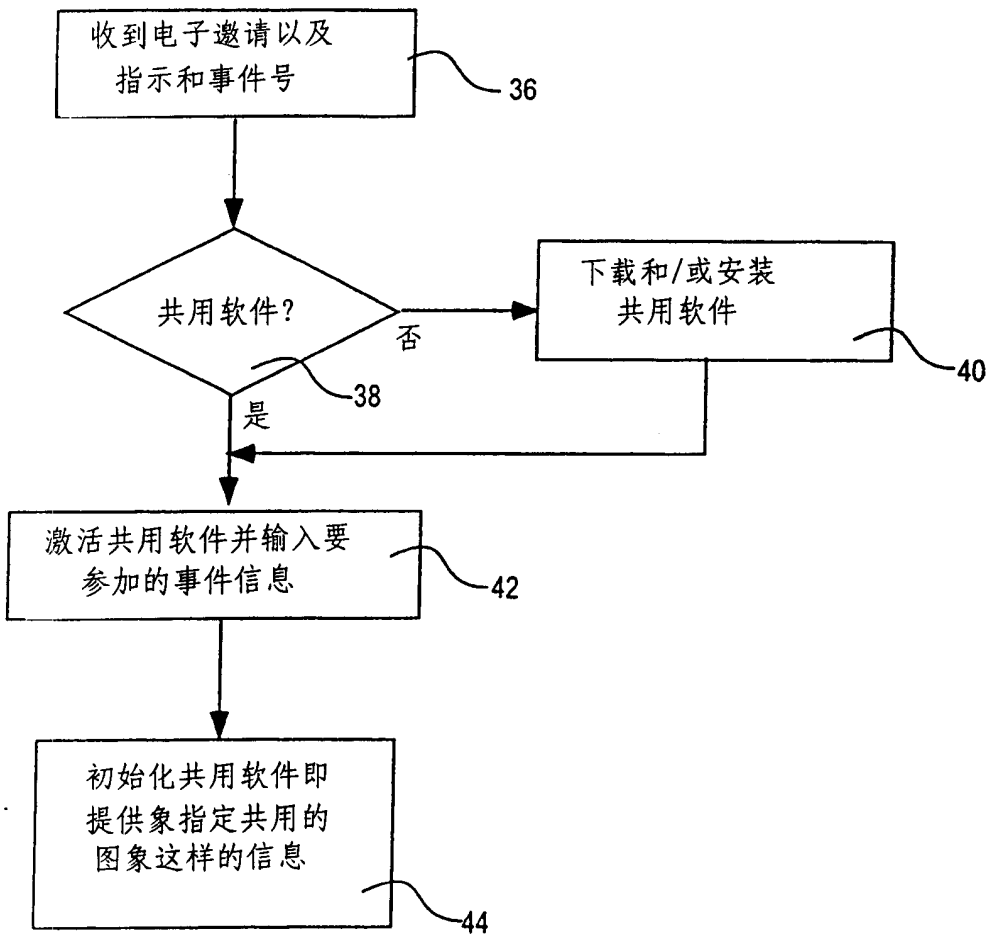 收到电子邀请以及
指示和事件号
36
共用软件?
否
38
是
下载和/或安装
共用软件
40
激活共用软件并输入要
参加的事件信息
42
初始化共用软件即
提供象指定共用的
图象这样的信息
44